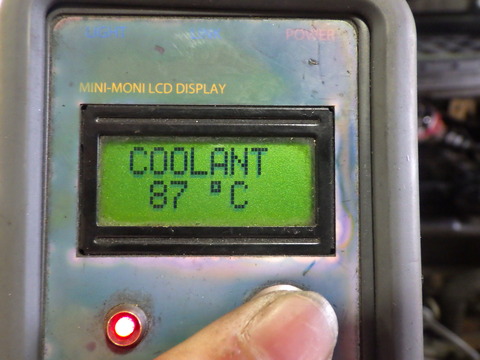 POWER
MINI-MONI LCD DISPLAY
COOLANT
87 °C